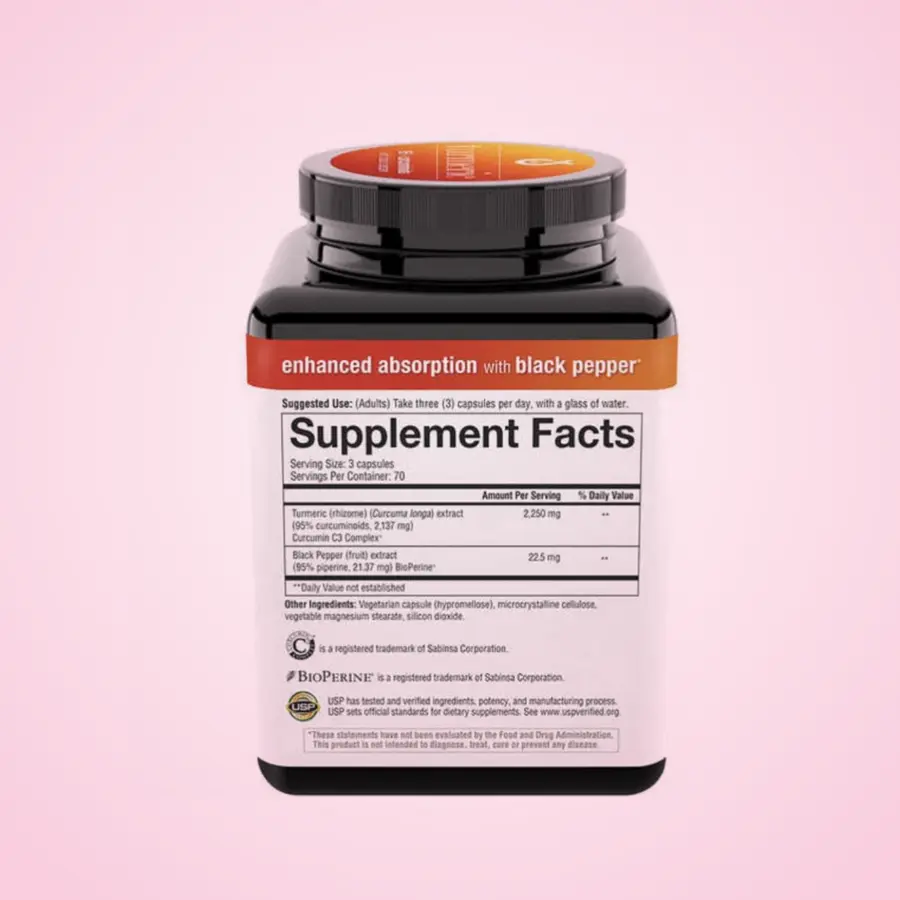 turmeric
enhanced absorption with black pepper*
Suggested Use: (Adults) Take three (3) capsules per day, with a glass of water.
Supplement Facts
Serving Size: 3 capsules
Servings Per Container: 70
Amount Per Serving % Daily Value
Turmeric (rhizome) (Curcuma longa) extract 2,250 mg **
(95% curcuminoids, 2,137 mg)
Curcumin C3 Complex®
Black Pepper (fruit) extract 22.5 mg **
(95% piperine, 21.37 mg) BioPerine®
**Daily Value not established
Other Ingredients: Vegetarian capsule (hypromellose), microcrystalline cellulose,
vegetable magnesium stearate, silicon dioxide.
C3 is a registered trademark of Sabinsa Corporation.
BIOPERINE® is a registered trademark of Sabinsa Corporation.
USP
USP has tested and verified ingredients, potency, and manufacturing process.
USP sets official standards for dietary supplements. See www.uspverified.org.
*These statements have not been evaluated by the Food and Drug Administration.
This product is not intended to diagnose, treat, cure or prevent any disease.